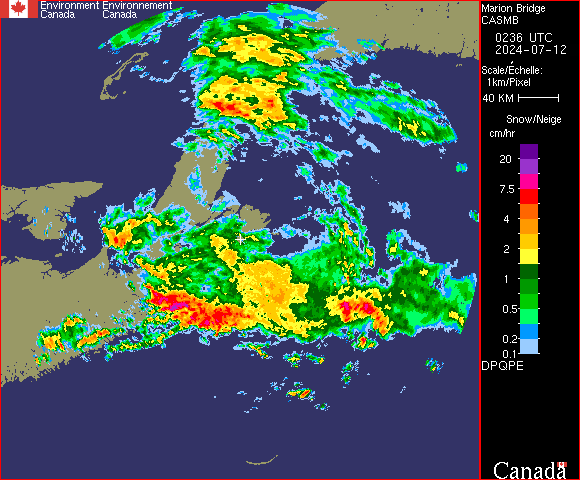 Environment Environnement
Canada Canada
Marion Bridge
CASMB
0236 UTC
2024-07-12
Scale/Échelle:
1km/Pixel
40 KM
Snow/Neige
cm/hr
20
7.5
4
2
1
0.5
0.2
0.1
DPQPE
Canada